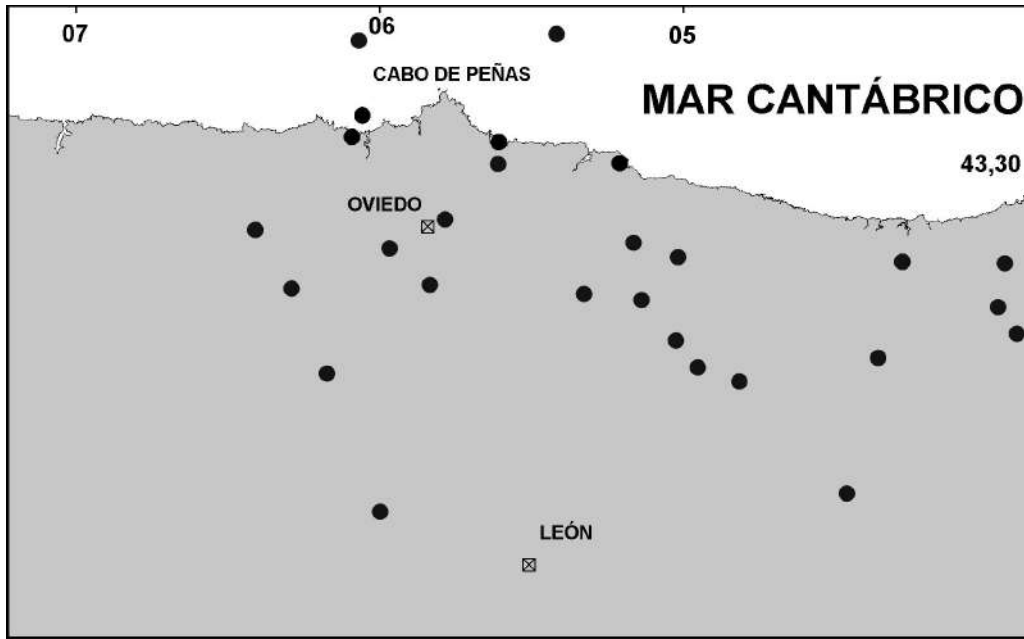 07
06
05
CABO DE PEÑAS
MAR CANTÁBRICO
43,30
OVIEDO
LEÓN